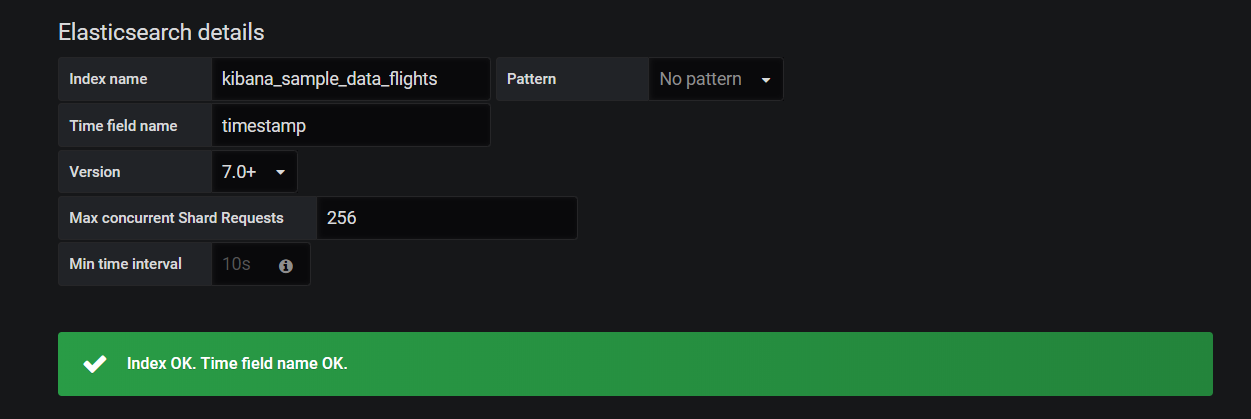 Elasticsearch details
Index name kibana_sample_data_flights Pattern No pattern
Time field name timestamp
Version 7.0+
Max concurrent Shard Requests 256
Min time interval 10s
Index OK. Time field name OK.